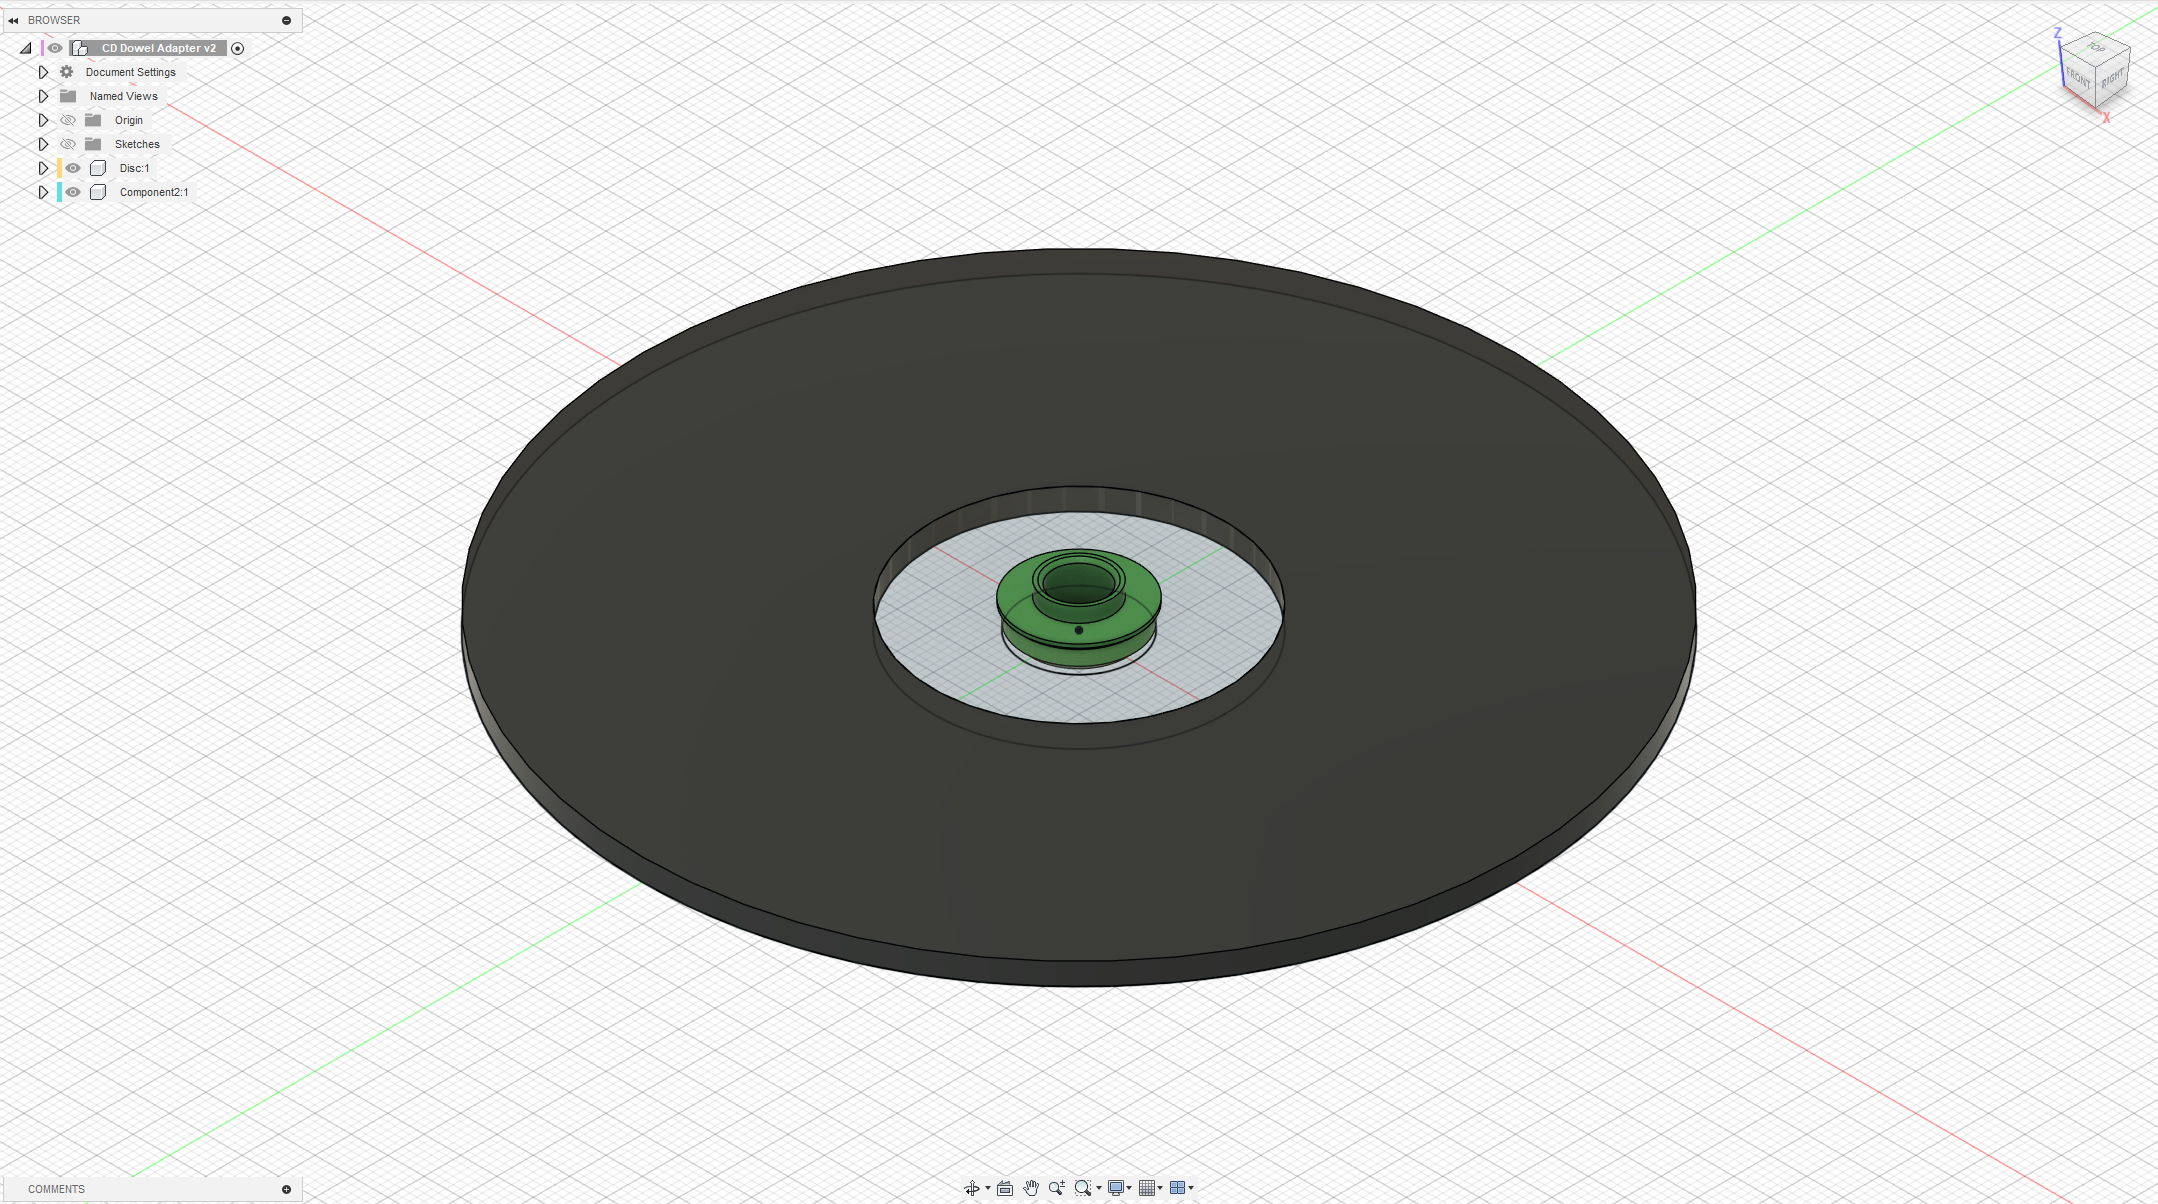 BROWSER
CD Dowel Adapter v2
Document Settings
Named Views
Origin
Sketches
Disc:1
Component2:1
Z
TOP
FRONT
RIGHT
X
COMMENTS